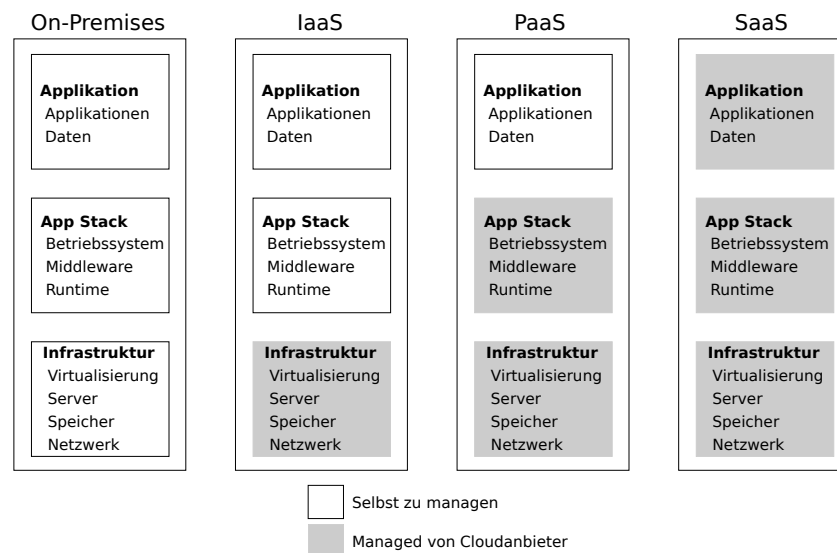 On-Premises
Applikation
Applikationen
Daten
App Stack
Betriebssystem
Middleware
Runtime
Infrastruktur
Virtualisierung
Server
Speicher
Netzwerk
IaaS
Applikation
Applikationen
Daten
App Stack
Betriebssystem
Middleware
Runtime
Infrastruktur
Virtualisierung
Server
Speicher
Netzwerk
PaaS
Applikation
Applikationen
Daten
App Stack
Betriebssystem
Middleware
Runtime
Infrastruktur
Virtualisierung
Server
Speicher
Netzwerk
SaaS
Applikation
Applikationen
Daten
App Stack
Betriebssystem
Middleware
Runtime
Infrastruktur
Virtualisierung
Server
Speicher
Netzwerk
Selbst zu managen
Managed von Cloudanbieter